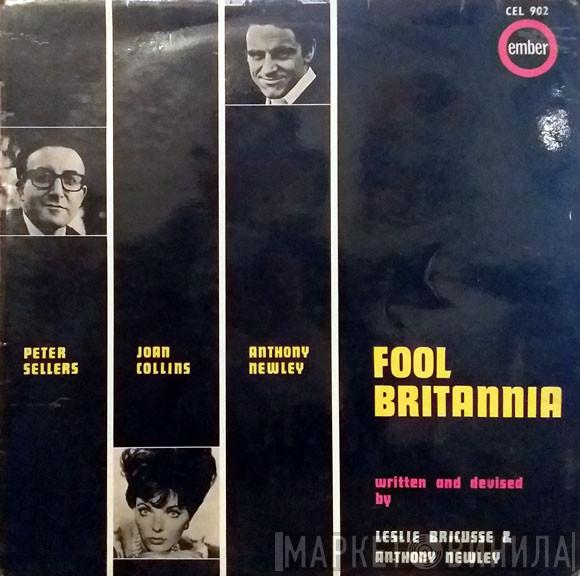 CEL 902
ember
PETER
SELLERS
JOAN
COLLINS
ANTHONY
NEWLEY
FOOL
BRITANNIA
written and devised
by
LESLIE BRICUSSE &
ANTHONY NEWLEY
МАРКЕТ ВИНИЛА